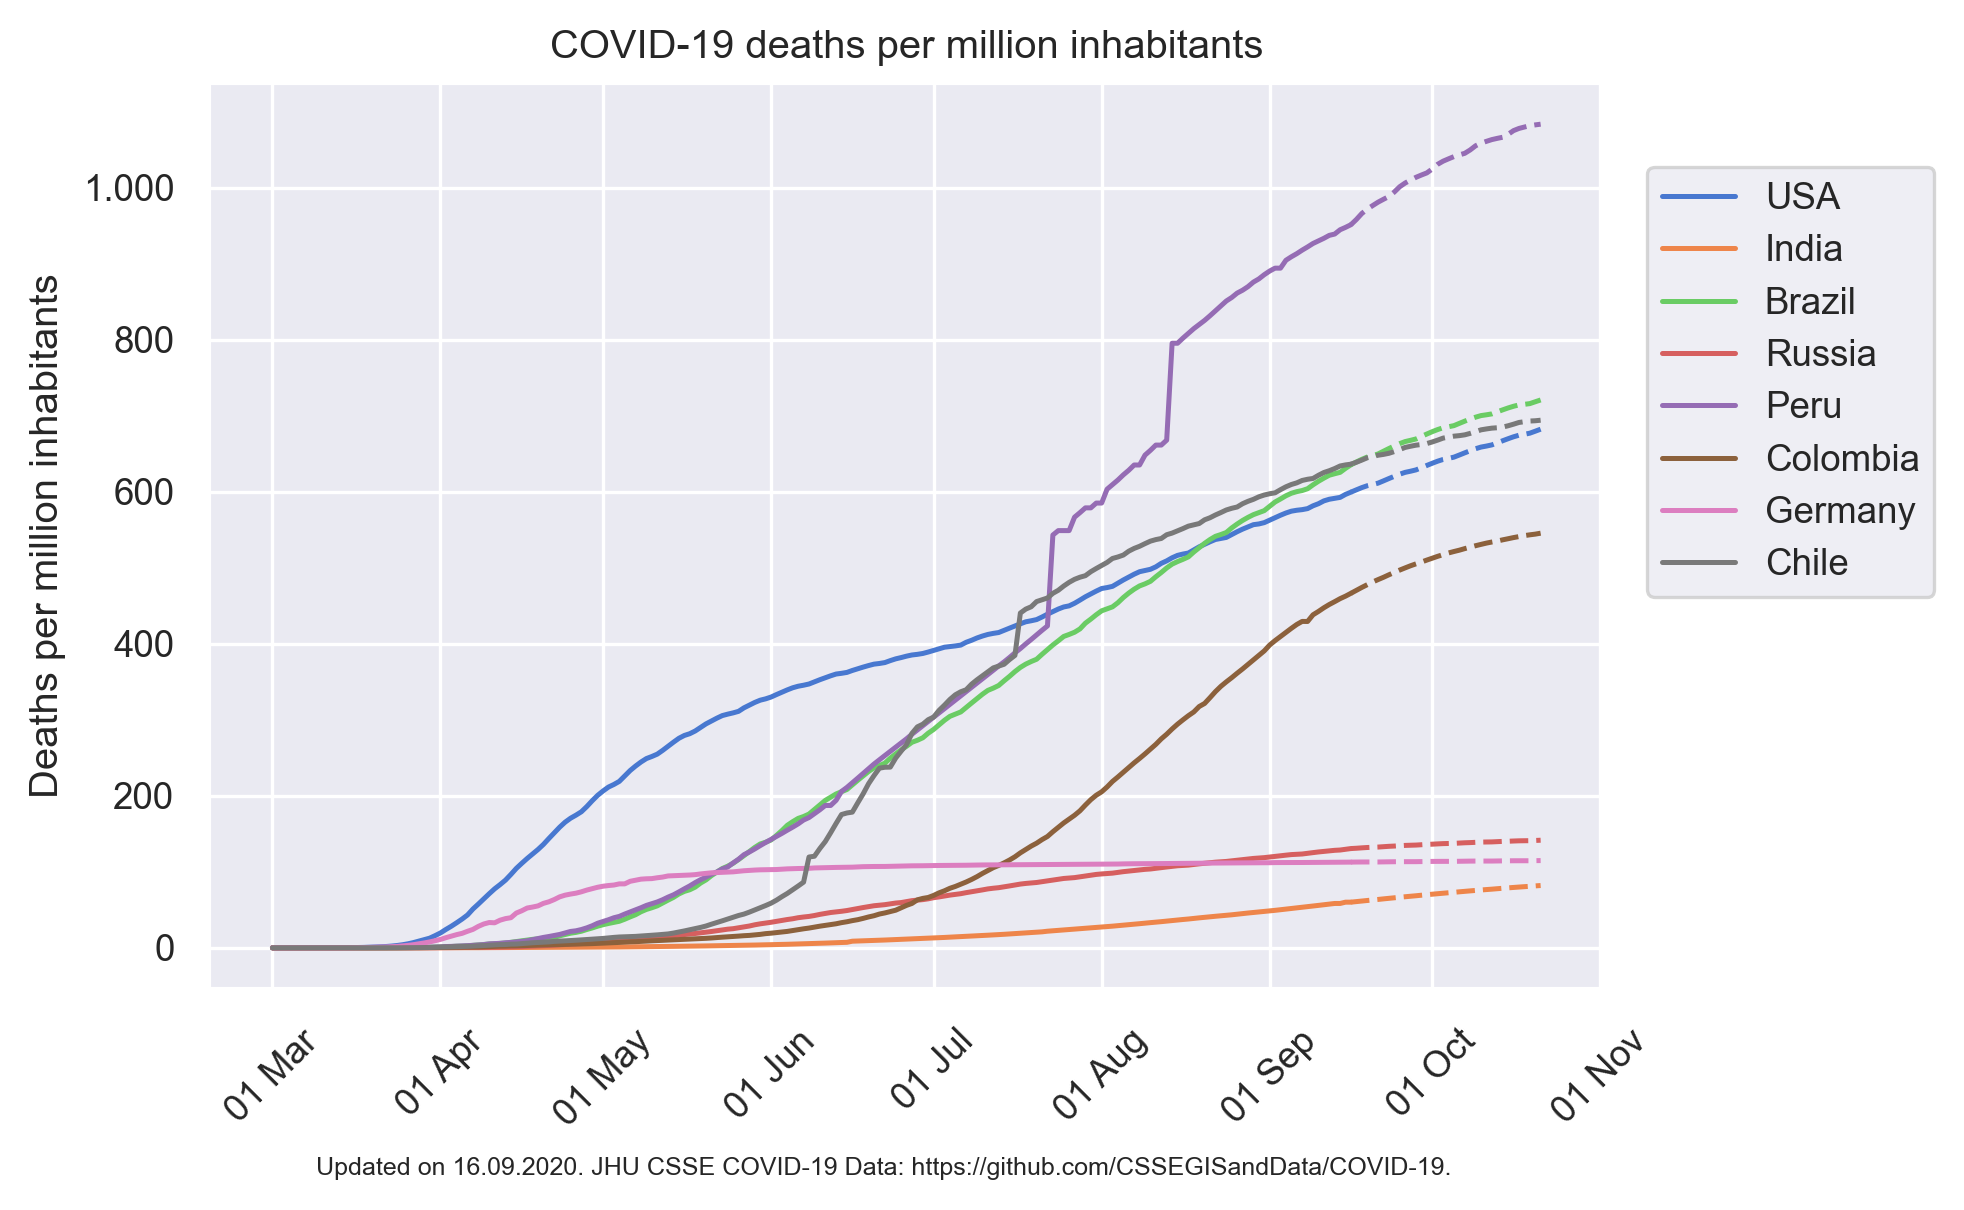 COVID-19 deaths per million inhabitants
Deaths per million inhabitants
1.000
800
600
400
200
0
01 Mar
01 Apr
01 May
01 Jun
01 Jul
01 Aug
01 Sep
01 Oct
01 Nov
USA
India
Brazil
Russia
Peru
Colombia
Germany
Chile
Updated on 16.09.2020. JHU CSSE COVID-19 Data: https://github.com/CSSEGISandData/COVID-19.